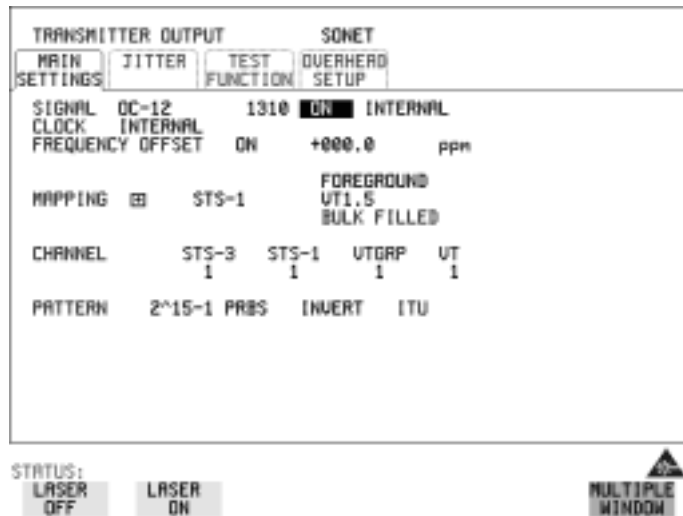 TRANSMITTER OUTPUT SONET
MAIN SETTINGS JITTER TEST FUNCTION OVERHEAD SETUP
SIGNAL OC-12 1310 ON INTERNAL
CLOCK INTERNAL
FREQUENCY OFFSET ON +000.0 ppm
FOREGROUND
MAPPING STS-1 VT1.5
BULK FILLED
CHANNEL STS-3 STS-1 VTGRP VT
1 1 1 1
PATTERN 2^15-1 PRBS INVERT ITU
STATUS:
LASER OFF LASER ON MULTIPLE WINDOW